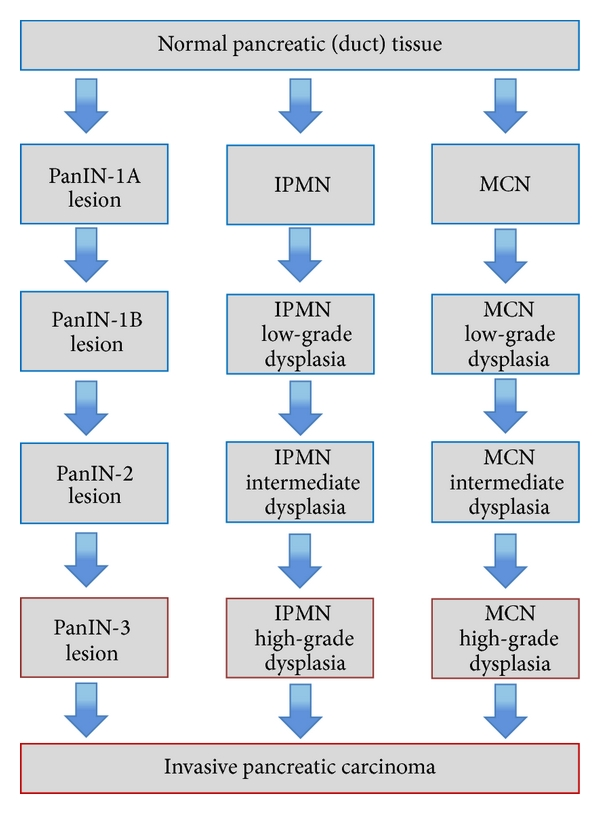 Normal pancreatic (duct) tissue
PanIN-1A
lesion
IPMN
MCN
PanIN-1B
lesion
IPMN
low-grade
dysplasia
MCN
low-grade
dysplasia
PanIN-2
lesion
IPMN
intermediate
dysplasia
MCN
intermediate
dysplasia
PanIN-3
lesion
IPMN
high-grade
dysplasia
MCN
high-grade
dysplasia
Invasive pancreatic carcinoma